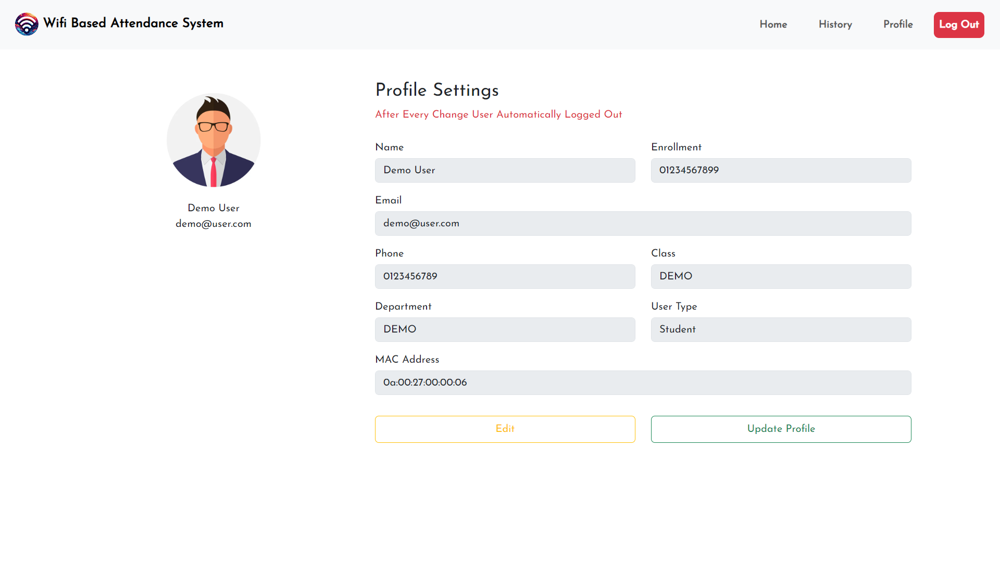 Wifi Based Attendance System
Home
History
Profile
Log Out
Demo User
demo@user.com
Profile Settings
After Every Change User Automatically Logged Out
Name
Demo User
Enrollment
01234567899
Email
demo@user.com
Phone
0123456789
Class
DEMO
Department
DEMO
User Type
Student
MAC Address
0a:00:27:00:00:06
Edit
Update Profile